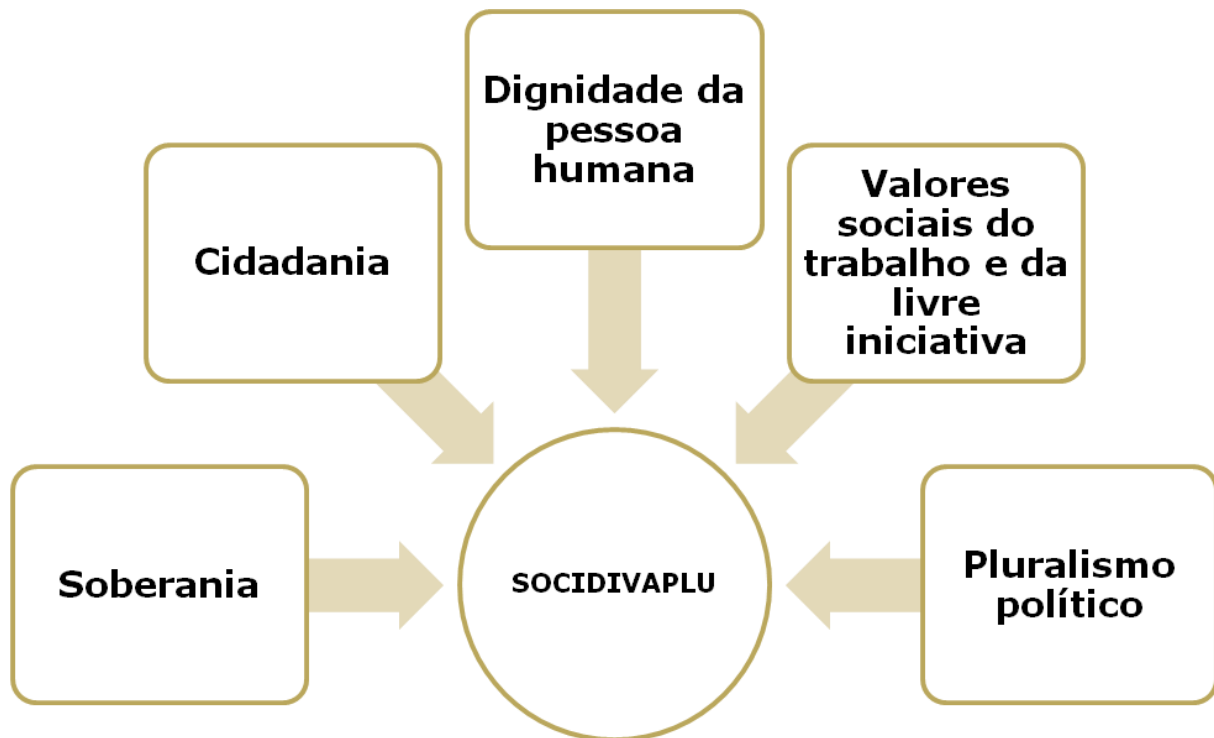 Soberania
Cidadania
Dignidade da
pessoa
humana
Valores
sociais do
trabalho e da
livre
iniciativa
Pluralismo
político
SOCIDIVAPLU